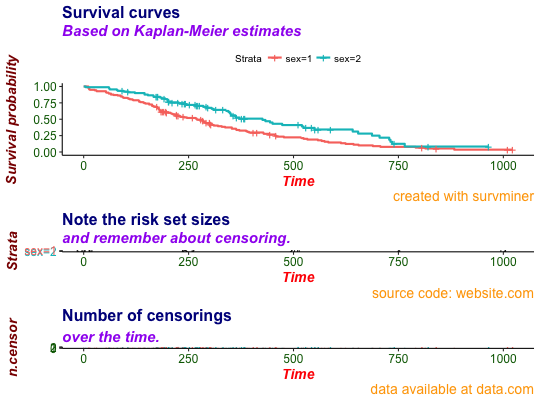 Survival curves
Based on Kaplan-Meier estimates
Strata sex=1 sex=2
Survival probability
1.00
0.75
0.50
0.25
0.00
0 250 500 750 1000
Time
created with survminer
Note the risk set sizes
and remember about censoring.
Strata
0 250 500 750 1000
Time
source code: website.com
Number of censorings
over the time.
n.censor
0 250 500 750 1000
Time
data available at data.com